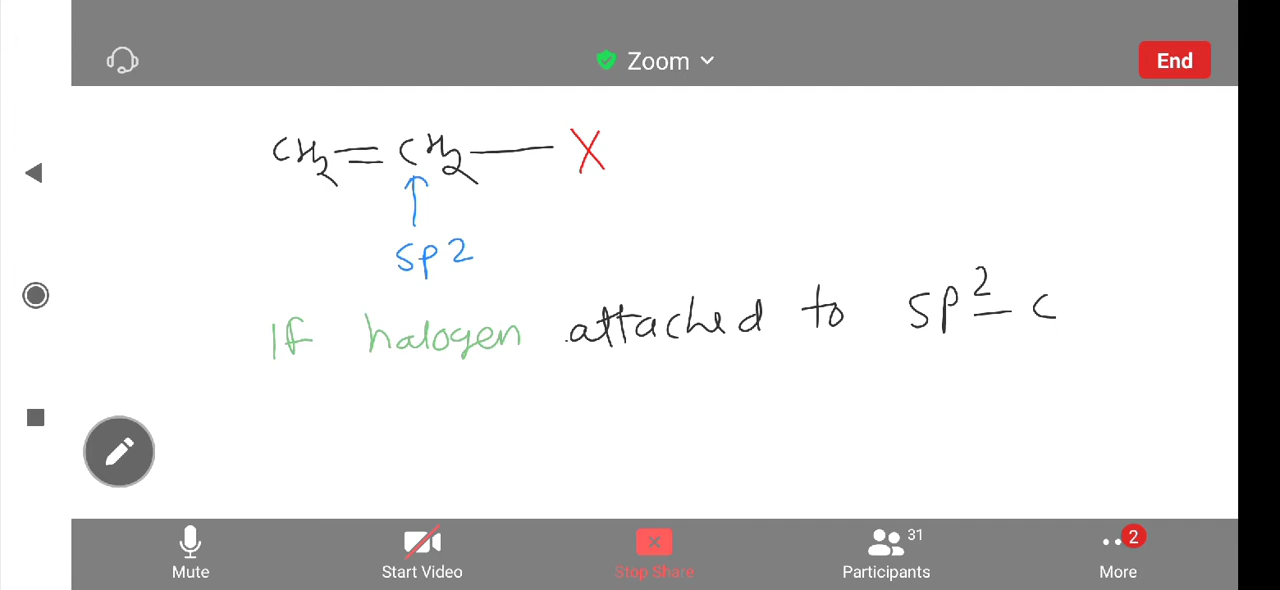 Zoom
End
CH2=CH2—X
sp2
If halogen attached to sp2-c
31
2
Mute
Start Video
Stop Share
Participants
More